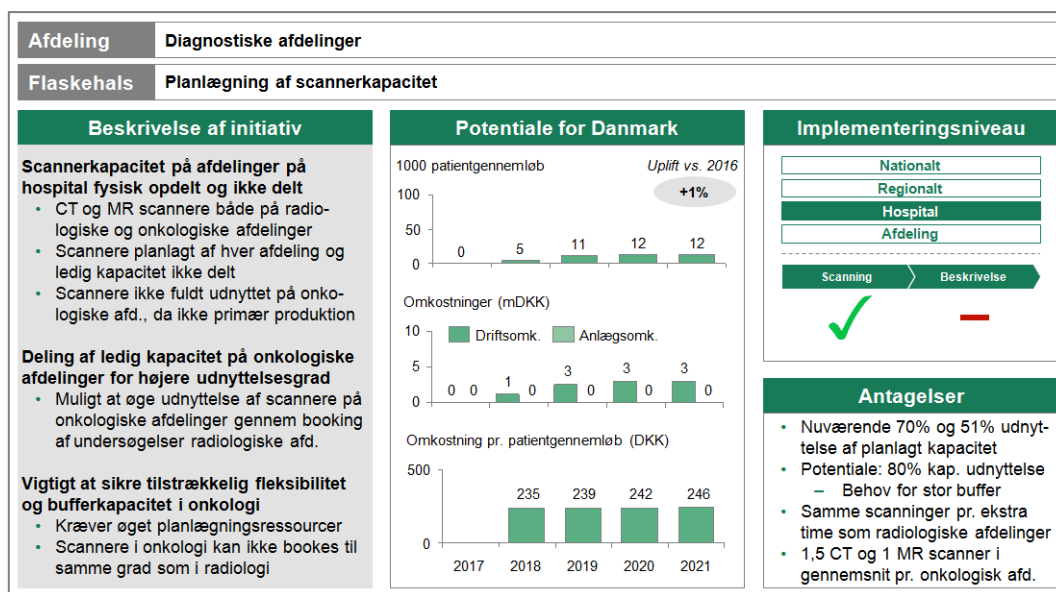 Afdeling
Diagnostiske afdelinger
Flaskehals
Planlægning af scannerkapacitet
Beskrivelse af initiativ
Scannerkapacitet på afdelinger på
hospital fysisk opdelt og ikke delt
• CT og MR scannere både på radio-
logiske og onkologiske afdelinger
• Scannere planlagt af hver afdeling og
ledig kapacitet ikke delt
• Scannere ikke fuldt udnyttet på onko-
logiske afd., da ikke primær produktion
Deling af ledig kapacitet på onkologiske
afdelinger for højere udnyttelsesgrad
• Muligt at øge udnyttelse af scannere på
onkologiske afdelinger gennem booking
af undersøgelser radiologiske afd.
Vigtigt at sikre tilstrækkelig fleksibilitet
og bufferkapacitet i onkologi
• Kræver øget planlægningsressourcer
• Scannere i onkologi kan ikke bookes til
samme grad som i radiologi
Potentiale for Danmark
1000 patientgennemløb
Uplift vs. 2016
+1%
100
50
0
0 5 11 12 12
Omkostninger (mDKK)
10
5
0
Driftsomk. Anlægsomk.
0 0 1 0 3 0 3 0 3 0
Omkostning pr. patientgennemløb (DKK)
500
0
235 239 242 246
2017 2018 2019 2020 2021
Implementeringsniveau
Nationalt
Regionalt
Hospital
Afdeling
Scanning
Beskrivelse
Antagelser
• Nuværende 70% og 51% udnyt-
telse af planlagt kapacitet
• Potentiale: 80% kap. udnyttelse
– Behov for stor buffer
• Samme scanninger pr. ekstra
time som radiologiske afdelinger
• 1,5 CT og 1 MR scanner i
gennemsnit pr. onkologisk afd.